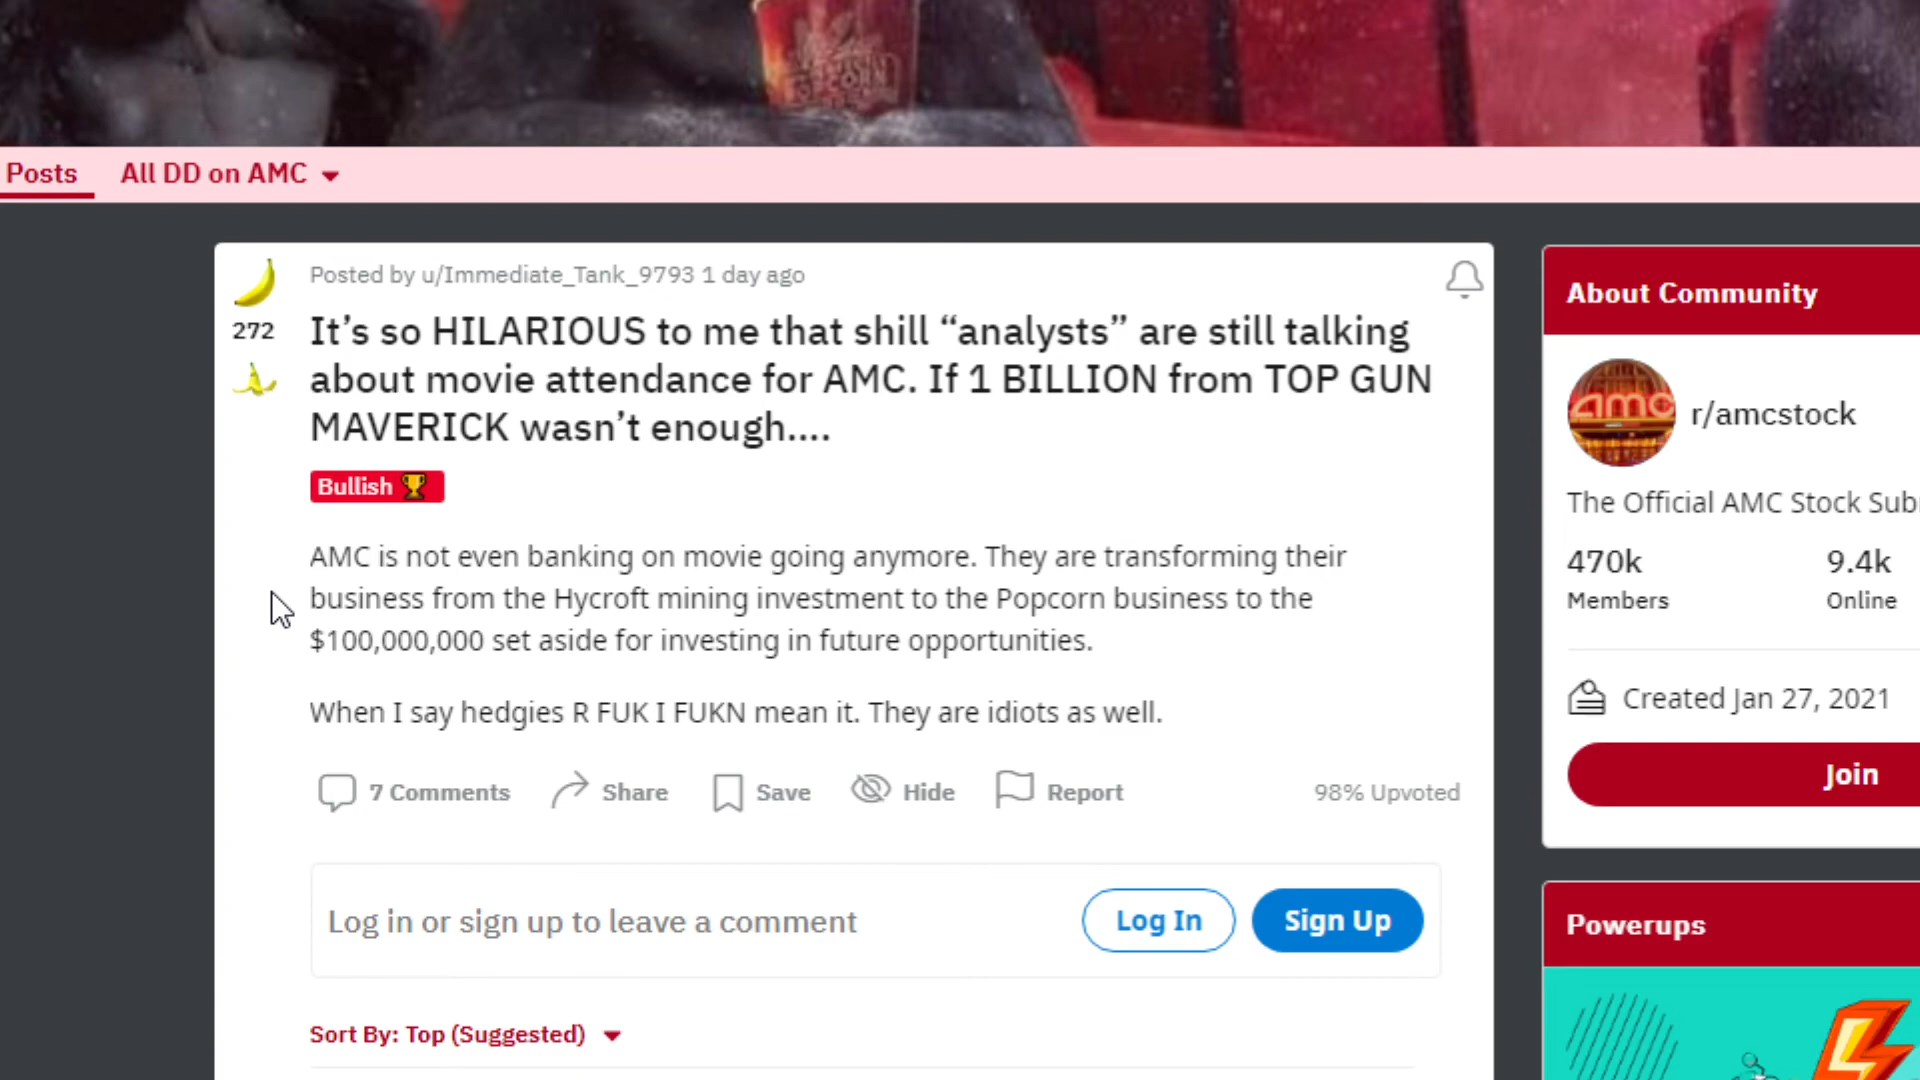 Posts
All DD on AMC
Posted by u/Immediate_Tank_9793 1 day ago
272
It’s so HILARIOUS to me that shill “analysts” are still talking
about movie attendance for AMC. If 1 BILLION from TOP GUN
MAVERICK wasn’t enough....
Bullish
AMC is not even banking on movie going anymore. They are transforming their
business from the Hycroft mining investment to the Popcorn business to the
$100,000,000 set aside for investing in future opportunities.
When I say hedgies R FUK I FUKN mean it. They are idiots as well.
7 Comments
Share
Save
Hide
Report
98% Upvoted
Log in or sign up to leave a comment
Log In
Sign Up
Sort By: Top (Suggested)
About Community
amc
r/amcstock
The Official AMC Stock Sub
470k
9.4k
Members
Online
Created Jan 27, 2021
Join
Powerups